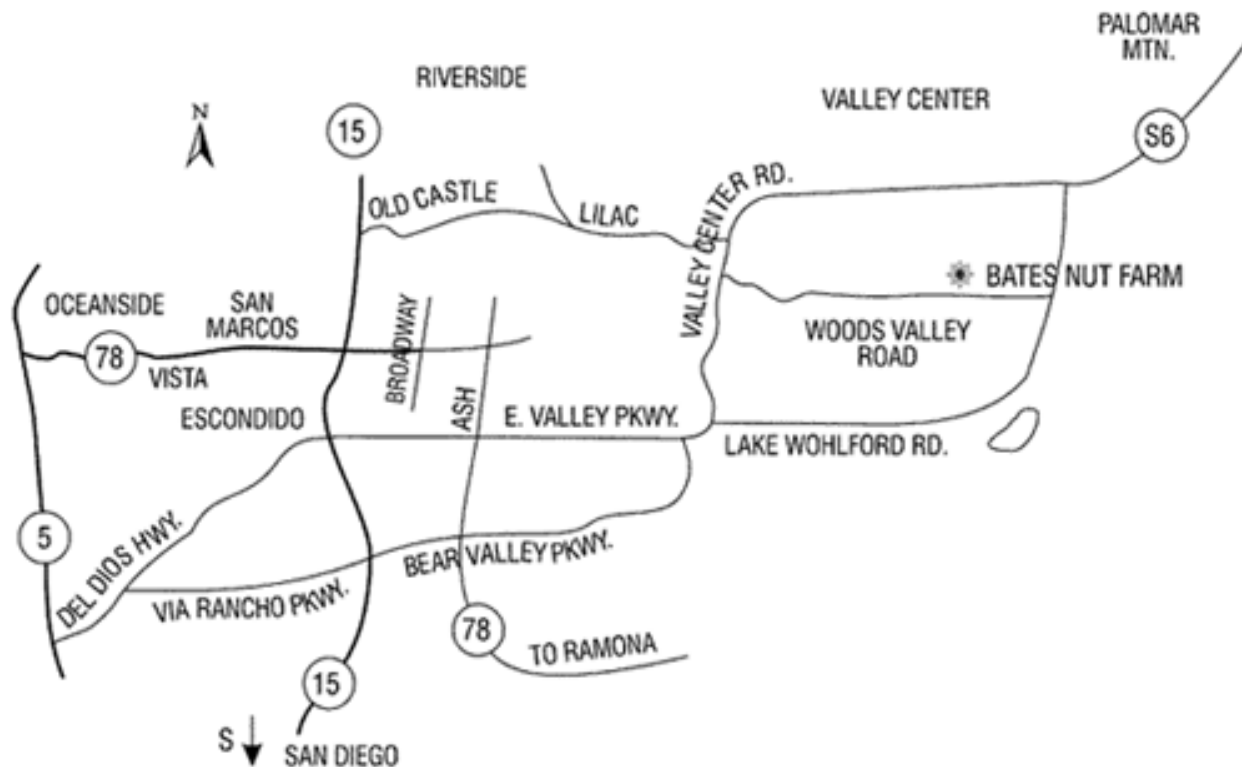 PALOMAR
MTN.
RIVERSIDE
VALLEY CENTER
N
15
S6
OLD CASTLE
LILAC
VALLEY CENTER RD.
OCEANSIDE
SAN
MARCOS
BATES NUT FARM
78
VISTA
BROADWAY
WOODS VALLEY
ROAD
ESCONDIDO
ASH
E. VALLEY PKWY.
LAKE WOHLFORD RD.
5
DEL DIOS HWY.
VIA RANCHO PKWY.
BEAR VALLEY PKWY.
78
TO RAMONA
15
S
SAN DIEGO